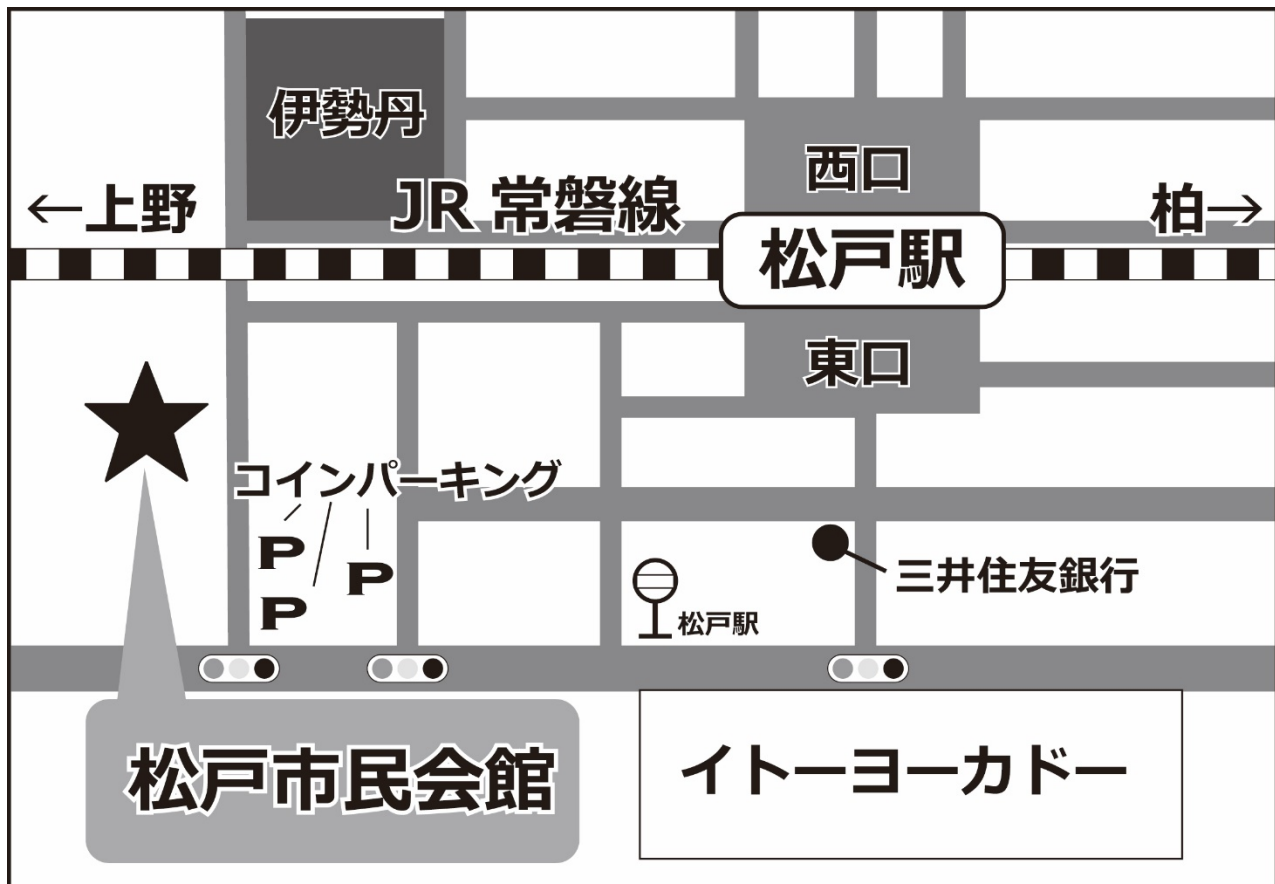 伊勢丹
西口
←上野
JR 常磐線
柏→
松戸駅
東口
コインパーキング
P
P
P
三井住友銀行
松戸駅
松戸市民会館
イトーヨーカドー